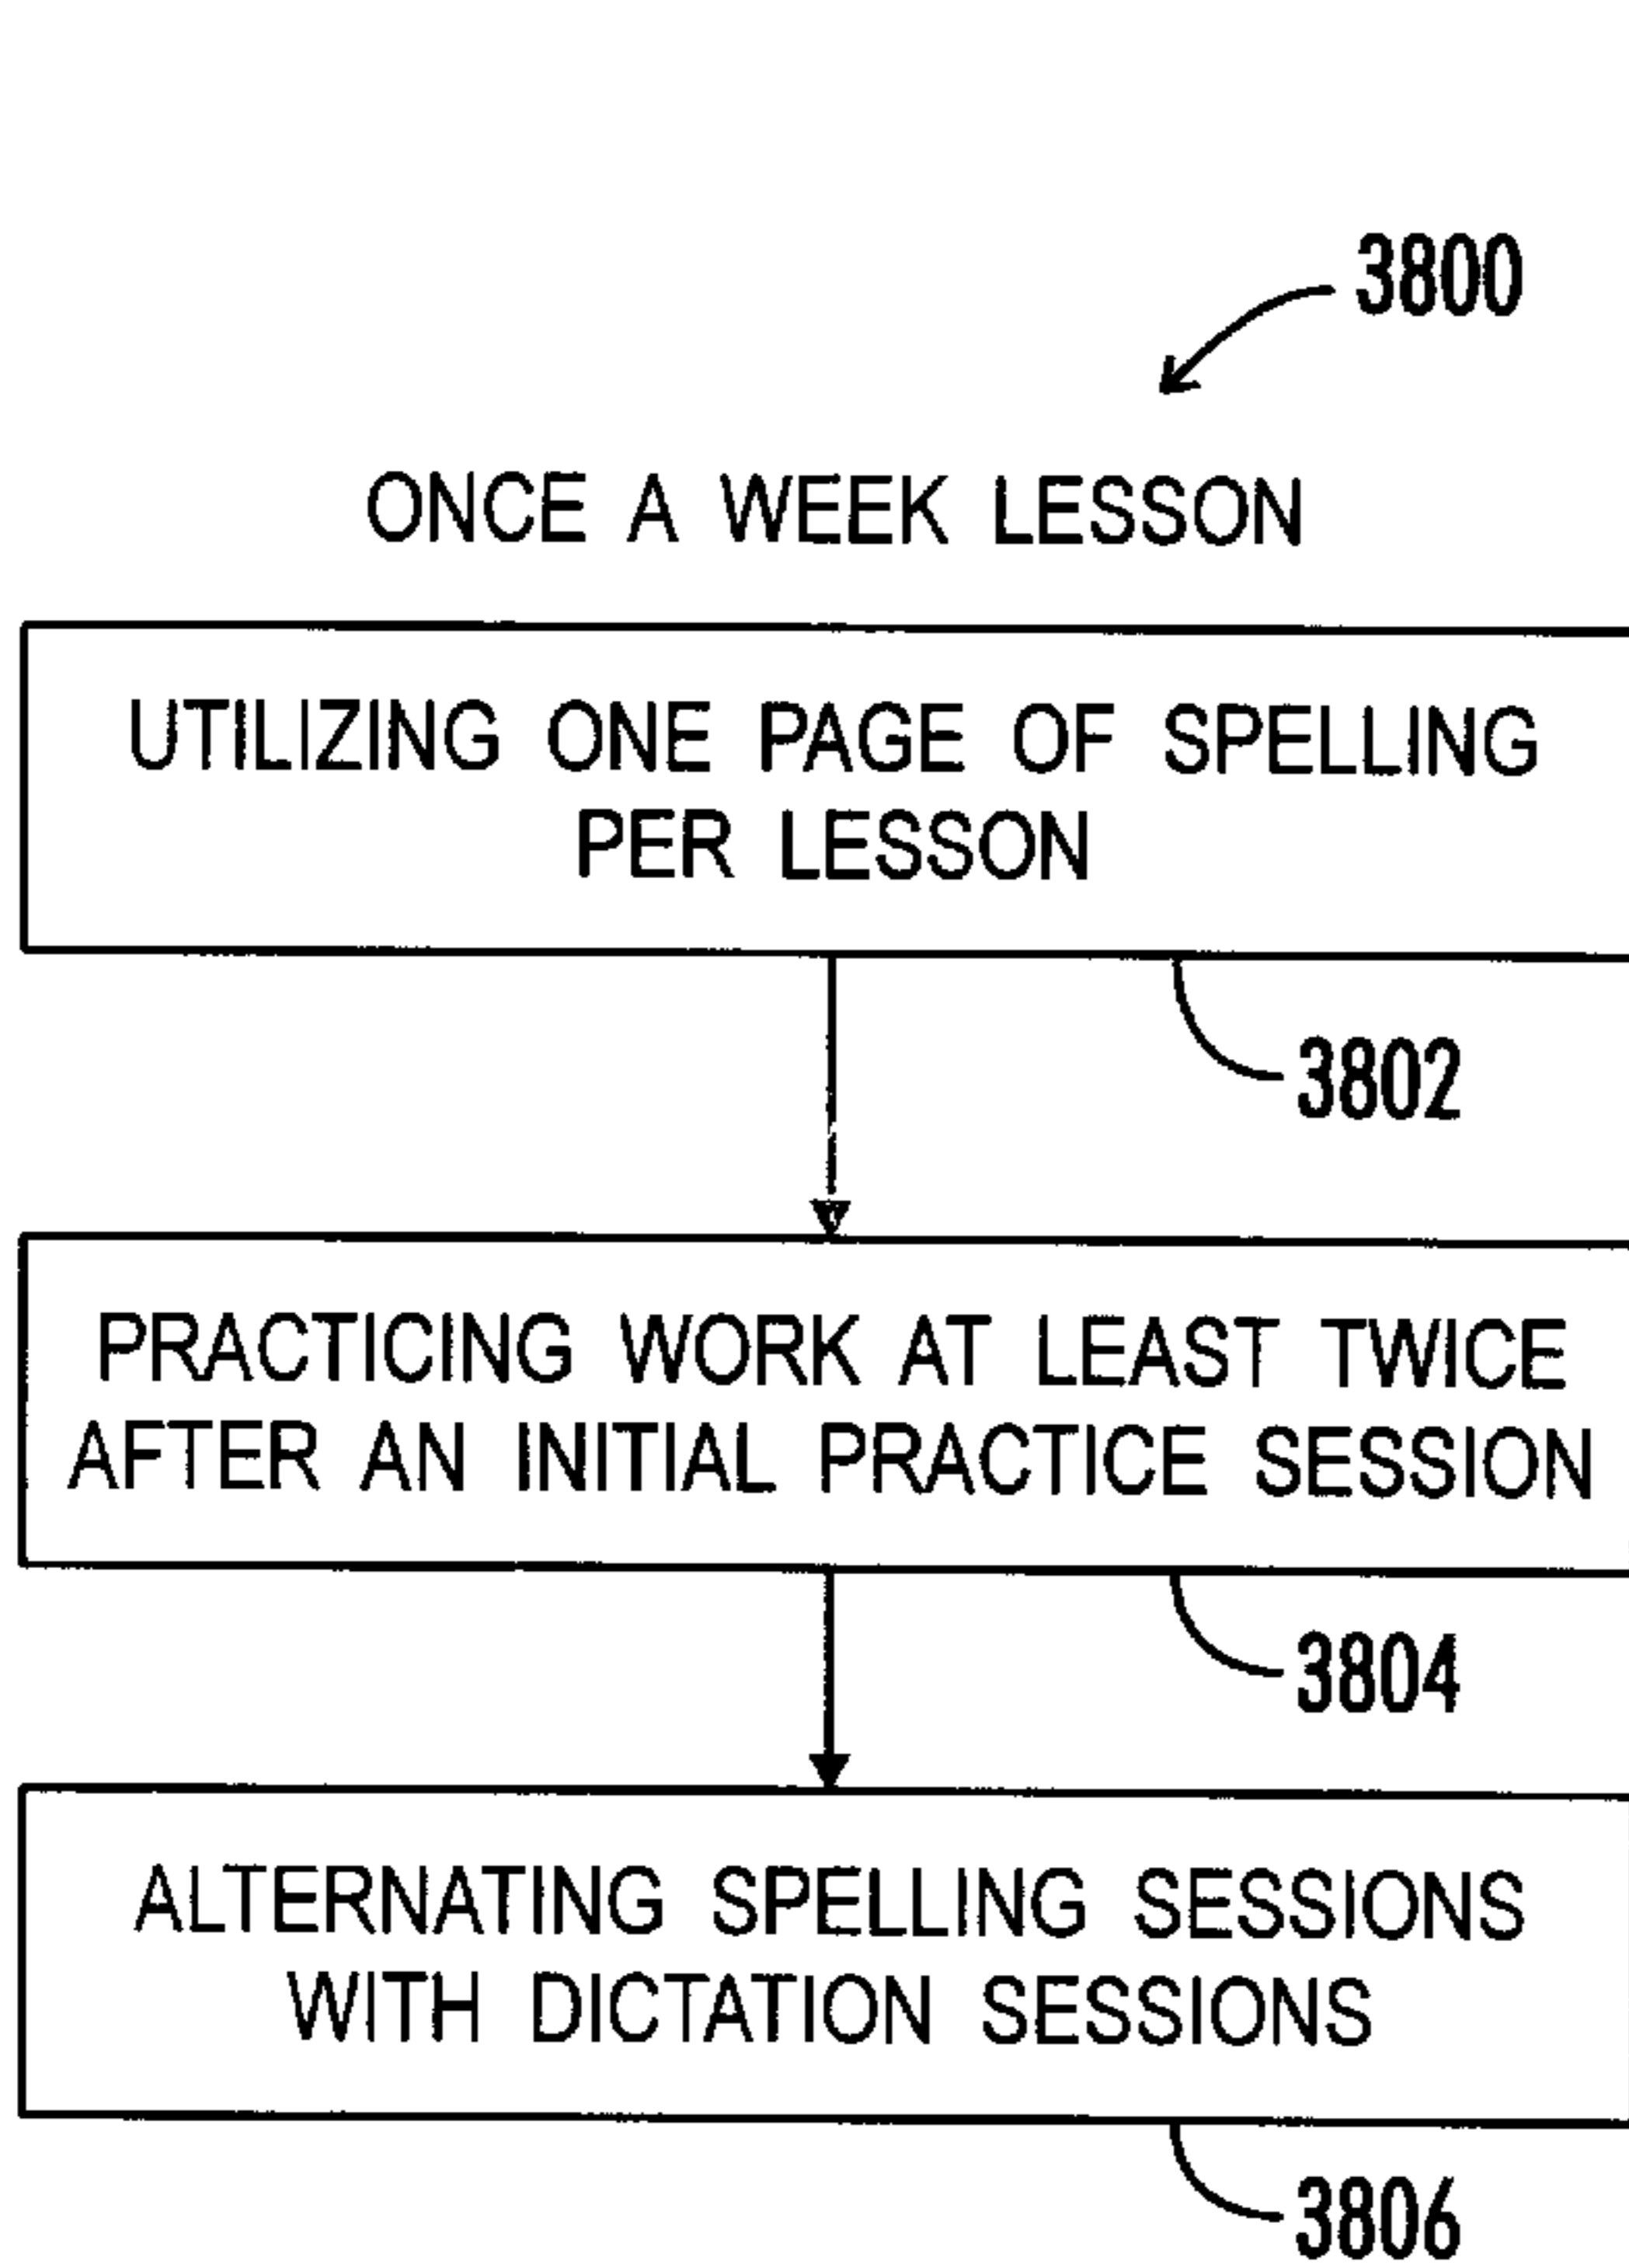 3800
ONCE A WEEK LESSON
UTILIZING ONE PAGE OF SPELLING
PER LESSON
3802
PRACTICING WORK AT LEAST TWICE
AFTER AN INITIAL PRACTICE SESSION
3804
ALTERNATING SPELLING SESSIONS
WITH DICTATION SESSIONS
3806